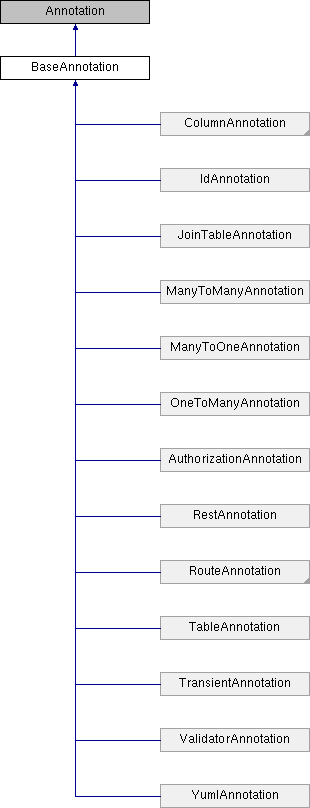 Annotation
BaseAnnotation
ColumnAnnotation
IdAnnotation
JoinTableAnnotation
ManyToManyAnnotation
ManyToOneAnnotation
OneToManyAnnotation
AuthorizationAnnotation
RestAnnotation
RouteAnnotation
TableAnnotation
TransientAnnotation
ValidatorAnnotation
YumlAnnotation